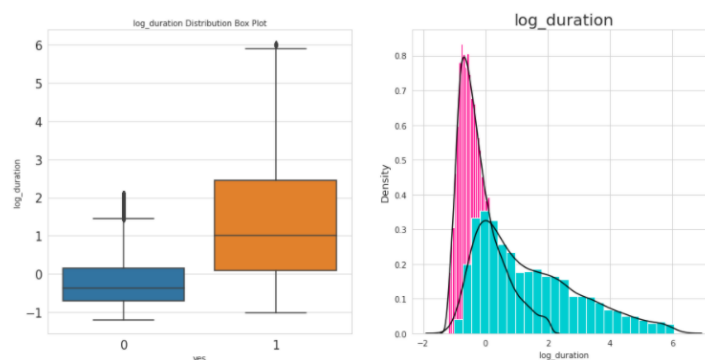 log_duration Distribution Box Plot
6
5
4
3
2
1
0
−1
log_duration
0 1
yes
log_duration
0.8
0.7
0.6
0.5
0.4
0.3
0.2
0.1
0.0
Density
−2 0 2 4 6
log_duration